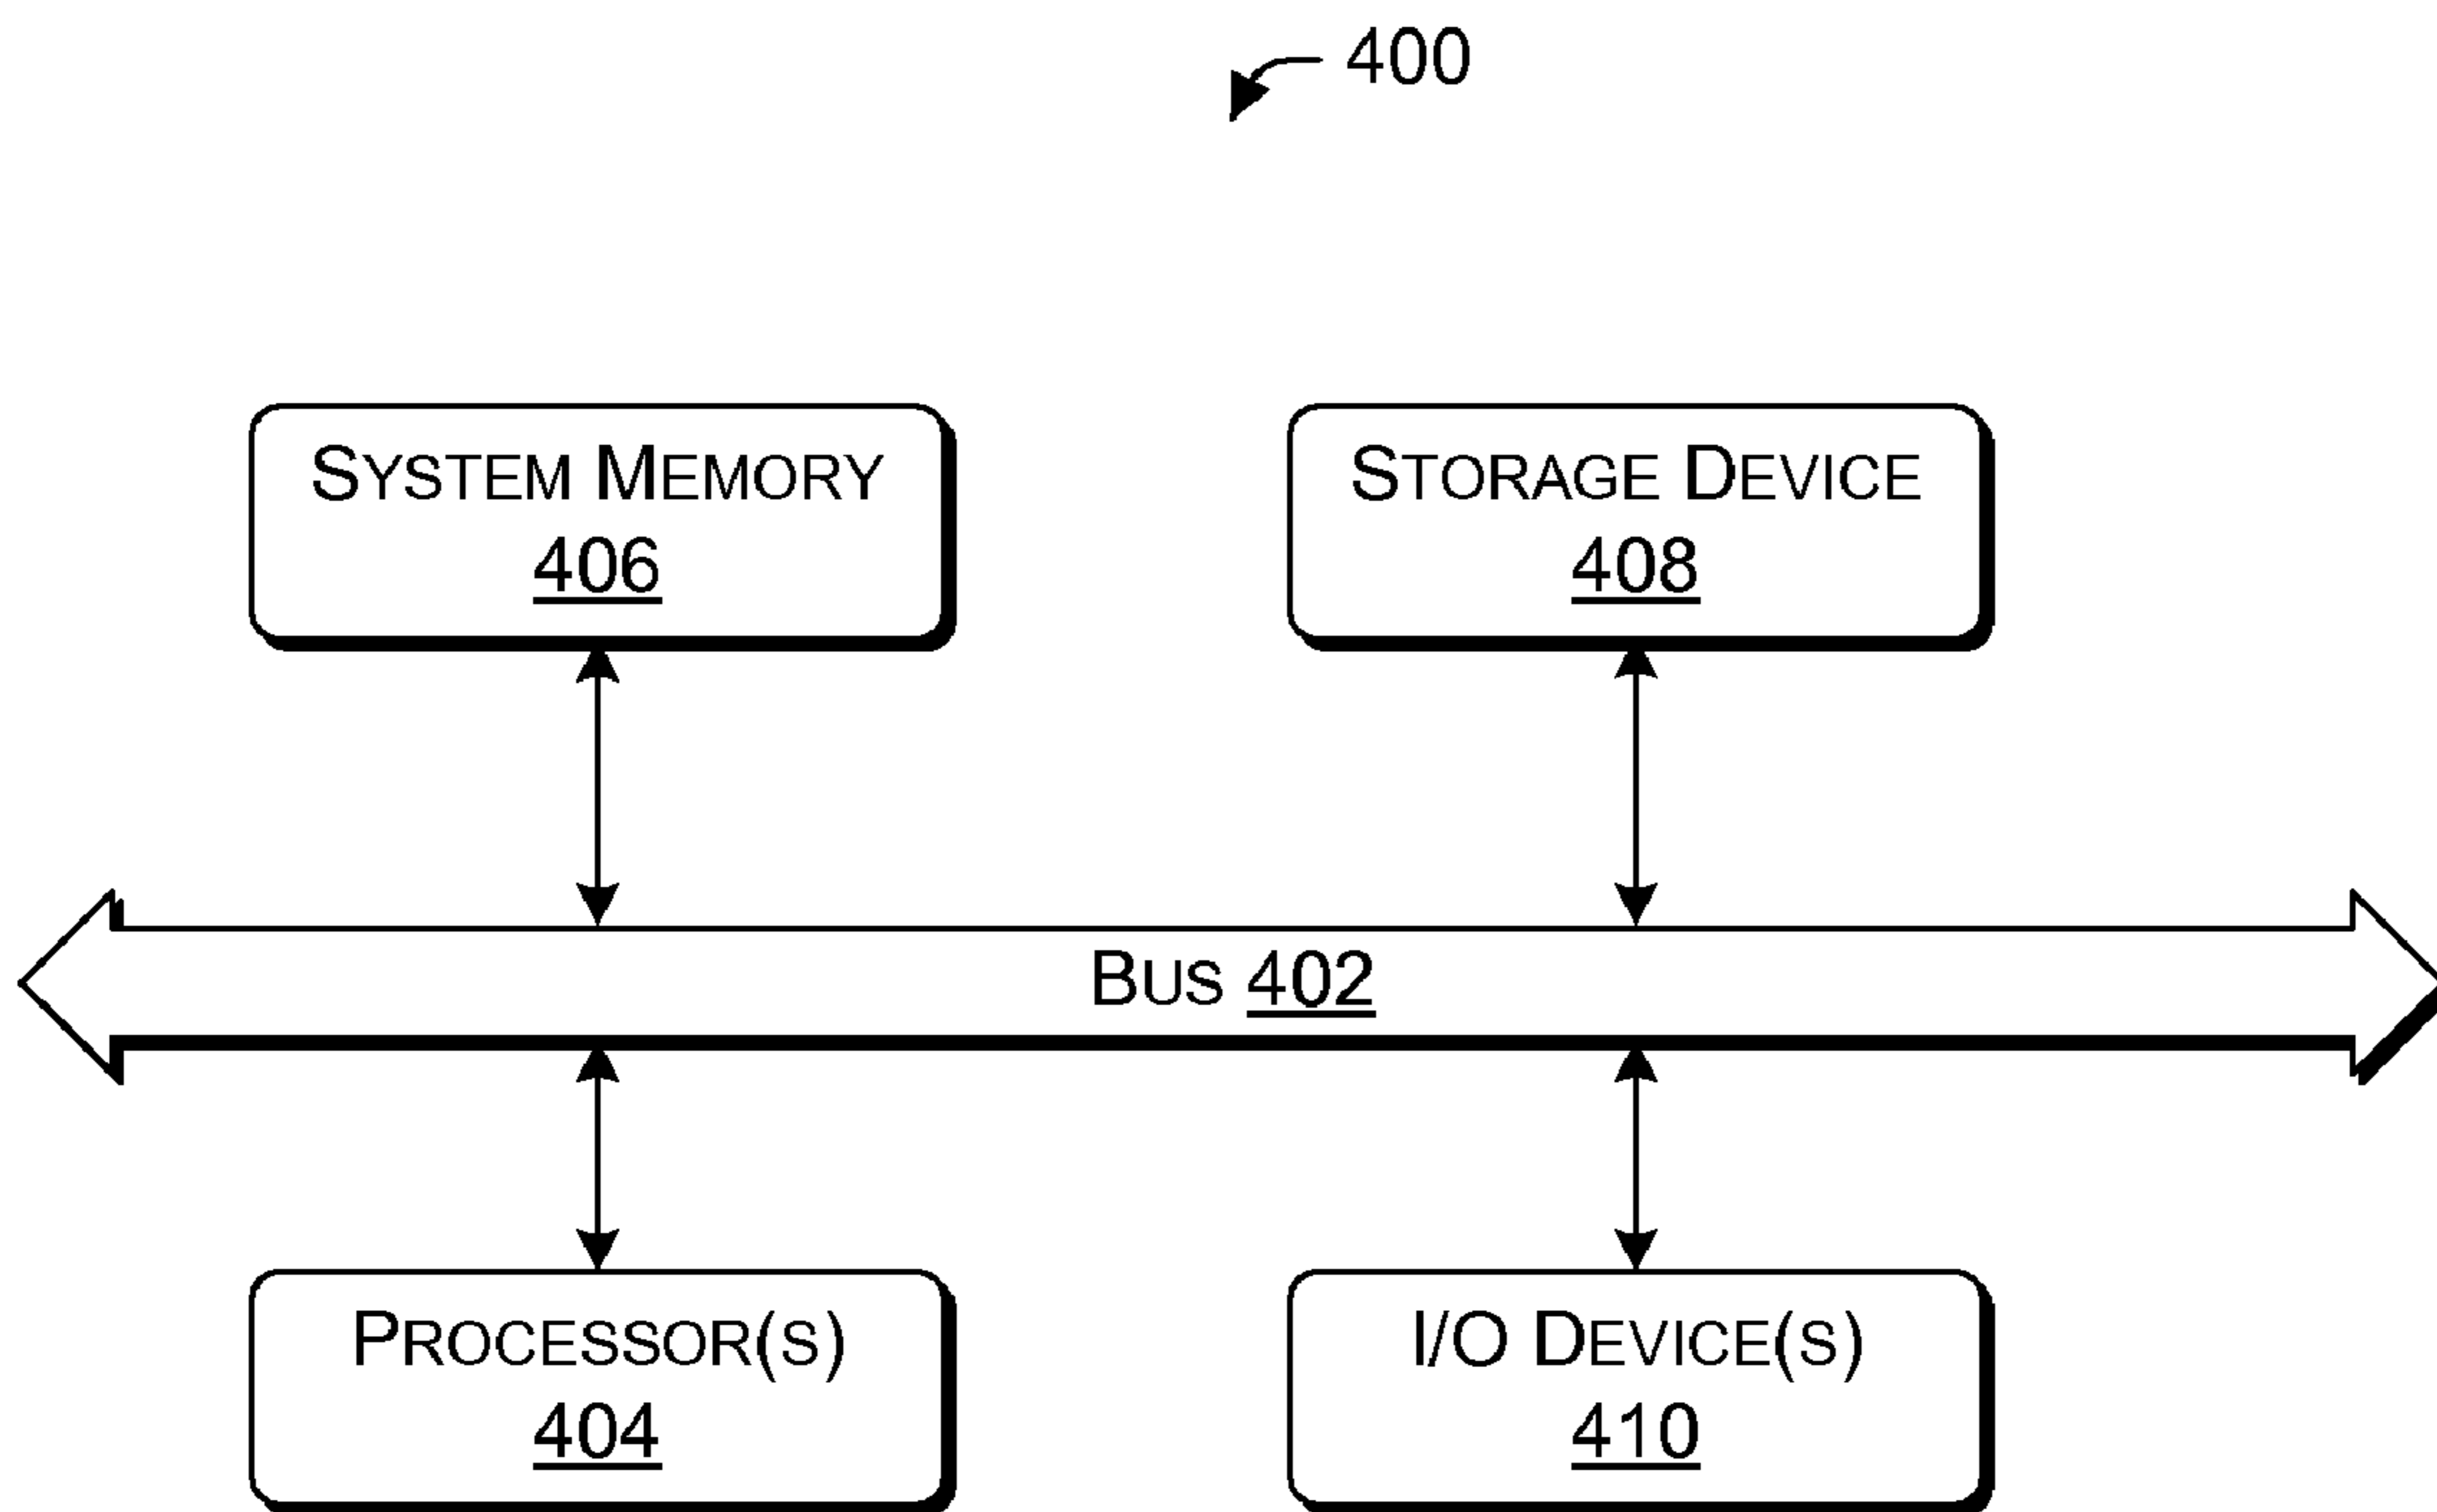 400
SYSTEM MEMORY
406
STORAGE DEVICE
408
BUS 402
PROCESSOR(S)
404
I/O DEVICE(S)
410